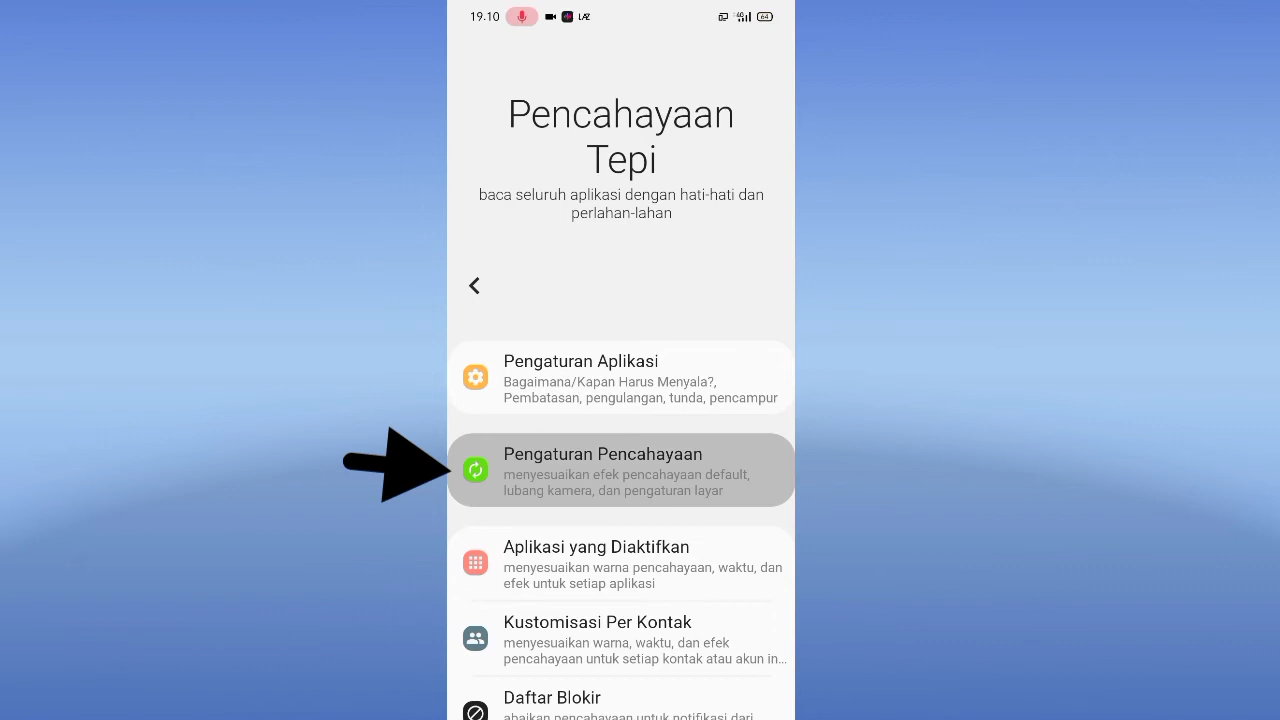 19.10 LAZ 4G 64
Pencahayaan
Tepi
baca seluruh aplikasi dengan hati-hati dan
perlahan-lahan
Pengaturan Aplikasi
Bagaimana/Kapan Harus Menyala?,
Pembatasan, pengulangan, tunda, pencampur
Pengaturan Pencahayaan
menyesuaikan efek pencahayaan default,
lubang kamera, dan pengaturan layar
Aplikasi yang Diaktifkan
menyesuaikan warna pencahayaan, waktu, dan
efek untuk setiap aplikasi
Kustomisasi Per Kontak
menyesuaikan warna, waktu, dan efek
pencahayaan untuk setiap kontak atau akun in...
Daftar Blokir
abaikan pencahayaan untuk notifikasi dari